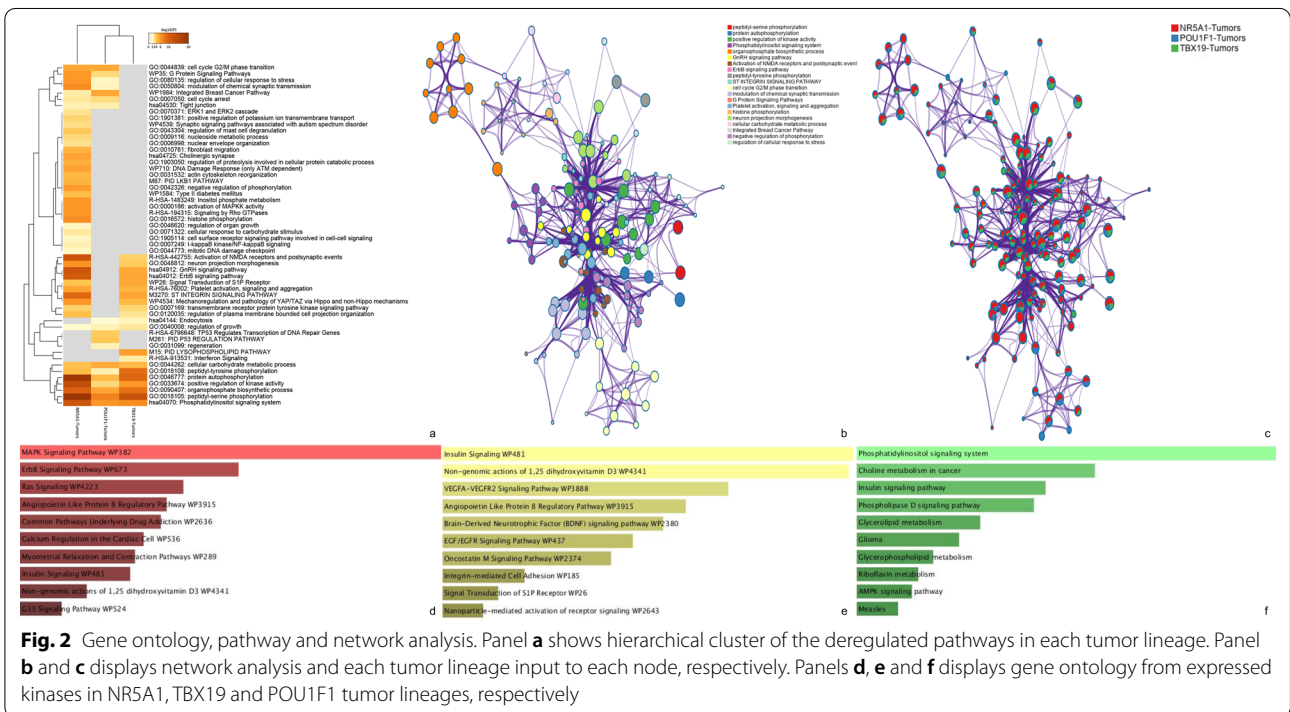 -log10(P)
GO:0044839: cell cycle G2/M phase transition
WP35: G Protein Signaling Pathways
GO:0080135: regulation of cellular response to stress
GO:0050804: modulation of chemical synaptic transmission
WP1984: Integrated Breast Cancer Pathway
GO:0007050: cell cycle arrest
hsa04530: Tight junction
GO:0070371: ERK1 and ERK2 cascade
GO:1901381: positive regulation of potassium ion transmembrane transport
WP4539: Synaptic signaling pathways associated with autism spectrum disorder
GO:0043304: regulation of mast cell degranulation
GO:0009116: nucleoside metabolic process
GO:0006998: nuclear envelope organization
GO:0010761: fibroblast migration
hsa04725: Cholinergic synapse
GO:1903050: regulation of proteolysis involved in cellular protein catabolic process
WP710: DNA Damage Response (only ATM dependent)
GO:0031532: actin cytoskeleton reorganization
M87: PID LKB1 PATHWAY
GO:0042326: negative regulation of phosphorylation
WP1584: Type II diabetes mellitus
R-HSA-1483249: Inositol phosphate metabolism
GO:0000186: activation of MAPKK activity
R-HSA-194315: Signaling by Rho GTPases
GO:0016572: histone phosphorylation
GO:0046620: regulation of organ growth
GO:0071322: cellular response to carbohydrate stimulus
GO:1905114: cell surface receptor signaling pathway involved in cell-cell signaling
GO:0007249: I-kappaB kinase/NF-kappaB signaling
GO:0044773: mitotic DNA damage checkpoint
R-HSA-442755: Activation of NMDA receptors and postsynaptic events
GO:0048812: neuron projection morphogenesis
hsa04912: GnRH signaling pathway
hsa04012: ErbB signaling pathway
WP26: Signal Transduction of S1P Receptor
R-HSA-76002: Platelet activation, signaling and aggregation
M3270: ST INTEGRIN SIGNALING PATHWAY
WP4534: Mechanoregulation and pathology of YAP/TAZ via Hippo and non-Hippo mechanisms
GO:0007169: transmembrane receptor protein tyrosine kinase signaling pathway
GO:0120035: regulation of plasma membrane bounded cell projection organization
hsa04144: Endocytosis
GO:0040008: regulation of growth
R-HSA-6796648: TP53 Regulates Transcription of DNA Repair Genes
M261: PID P53 REGULATION PATHWAY
GO:0031099: regeneration
M15: PID LYSOPHOSPHOLIPID PATHWAY
R-HSA-913531: Interferon Signaling
GO:0044262: cellular carbohydrate metabolic process
GO:0018108: peptidyl-tyrosine phosphorylation
GO:0046777: protein autophosphorylation
GO:0033674: positive regulation of kinase activity
GO:0090407: organophosphate biosynthetic process
GO:0018105: peptidyl-serine phosphorylation
hsa04070: Phosphatidylinositol signaling system
NR5A1-Tumors
POU1F1-Tumors
TBX19-Tumors
a
peptidyl-serine phosphorylation
protein autophosphorylation
positive regulation of kinase activity
Phosphatidylinositol signaling system
organophosphate biosynthetic process
GnRH signaling pathway
Activation of NMDA receptors and postsynaptic event
ErbB signaling pathway
peptidyl-tyrosine phosphorylation
ST INTEGRIN SIGNALING PATHWAY
cell cycle G2/M phase transition
modulation of chemical synaptic transmission
G Protein Signaling Pathways
Platelet activation, signaling and aggregation
histone phosphorylation
neuron projection morphogenesis
cellular carbohydrate metabolic process
Integrated Breast Cancer Pathway
negative regulation of phosphorylation
regulation of cellular response to stress
b
NR5A1-Tumors
POU1F1-Tumors
TBX19-Tumors
c
MAPK Signaling Pathway WP382
ErbB Signaling Pathway WP673
Ras Signaling WP4223
Angiopoietin Like Protein 8 Regulatory Pathway WP3915
Common Pathways Underlying Drug Addiction WP2636
Calcium Regulation in the Cardiac Cell WP536
Myometrial Relaxation and Contraction Pathways WP289
Insulin Signaling WP481
Non-genomic actions of 1,25 dihydroxyvitamin D3 WP4341
G13 Signaling Pathway WP524
d
Insulin Signaling WP481
Non-genomic actions of 1,25 dihydroxyvitamin D3 WP4341
VEGFA-VEGFR2 Signaling Pathway WP3888
Angiopoietin Like Protein 8 Regulatory Pathway WP3915
Brain-Derived Neurotrophic Factor (BDNF) signaling pathway WP2380
EGF/EGFR Signaling Pathway WP437
Oncostatin M Signaling Pathway WP2374
Integrin-mediated Cell Adhesion WP185
Signal Transduction of S1P Receptor WP26
Nanoparticle-mediated activation of receptor signaling WP2643
e
Phosphatidylinositol signaling system
Choline metabolism in cancer
Insulin signaling pathway
Phospholipase D signaling pathway
Glycerolipid metabolism
Glioma
Glycerophospholipid metabolism
Riboflavin metabolism
AMPK signaling pathway
Measles
f
Fig. 2 Gene ontology, pathway and network analysis. Panel a shows hierarchical cluster of the deregulated pathways in each tumor lineage. Panel
b and c displays network analysis and each tumor lineage input to each node, respectively. Panels d, e and f displays gene ontology from expressed
kinases in NR5A1, TBX19 and POU1F1 tumor lineages, respectively